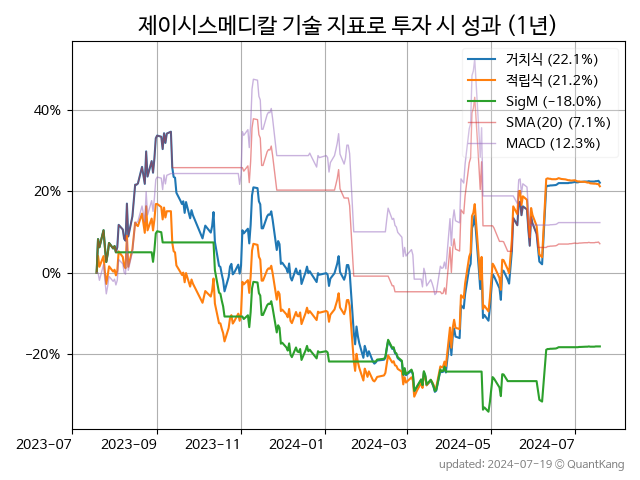 제이시스메디칼 기술 지표로 투자 시 성과 (1년)
거치식 (22.1%)
적립식 (21.2%)
SigM (−18.0%)
SMA(20) (7.1%)
MACD (12.3%)
40%
20%
0%
−20%
2023-07
2023-09
2023-11
2024-01
2024-03
2024-05
2024-07
updated: 2024-07-19 © QuantKang